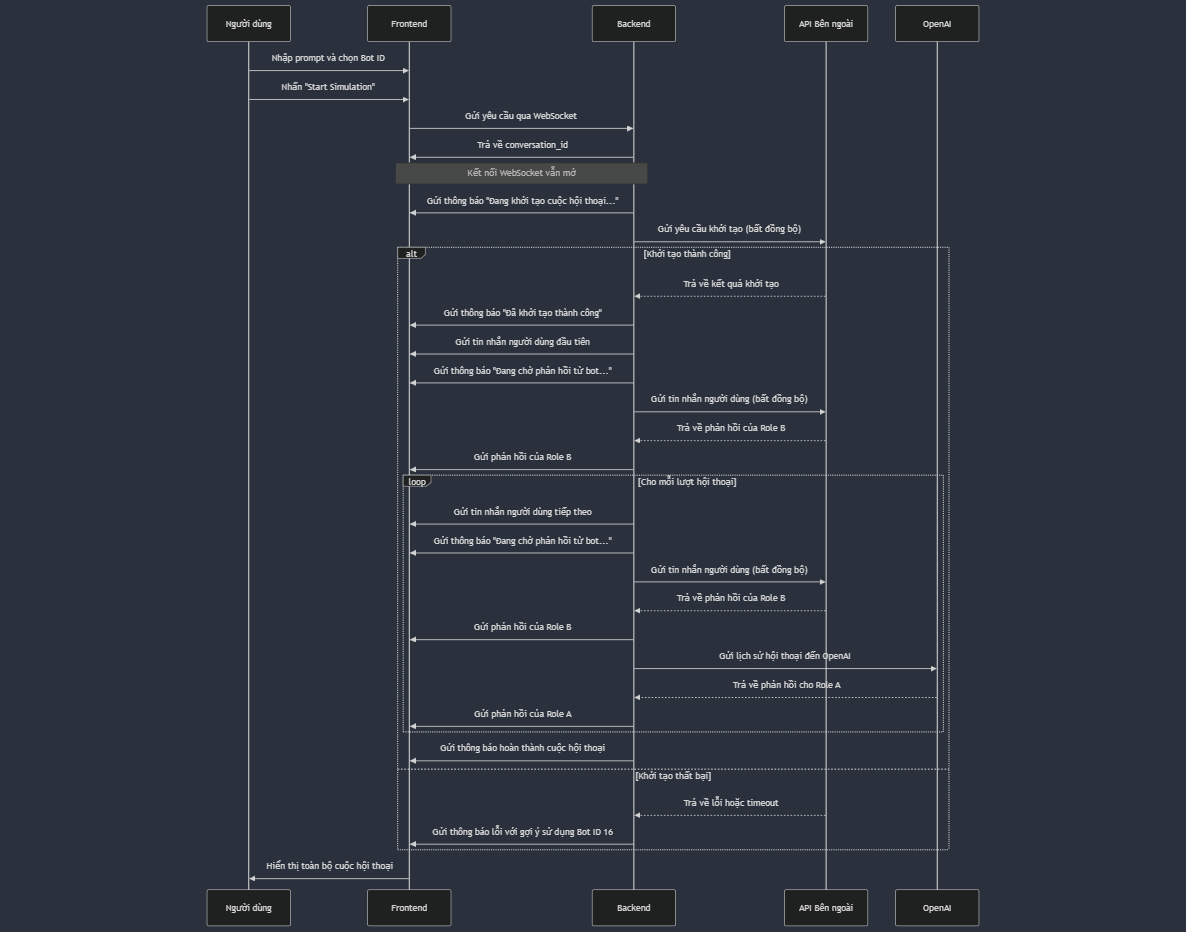 Người dùng
Frontend
Backend
API Bên ngoài
OpenAI
Nhập prompt và chọn Bot ID
Nhấn "Start Simulation"
Gửi yêu cầu qua WebSocket
Trả về conversation_id
Kết nối WebSocket vẫn mở
Gửi thông báo "Đang khởi tạo cuộc hội thoại..."
Gửi yêu cầu khởi tạo (bất đồng bộ)
alt
[Khởi tạo thành công]
Trả về kết quả khởi tạo
Gửi thông báo "Đã khởi tạo thành công"
Gửi tin nhắn người dùng đầu tiên
Gửi thông báo "Đang chờ phản hồi từ bot..."
Gửi tin nhắn người dùng (bất đồng bộ)
Trả về phản hồi của Role B
Gửi phản hồi của Role B
loop
[Cho mỗi lượt hội thoại]
Gửi tin nhắn người dùng tiếp theo
Gửi thông báo "Đang chờ phản hồi từ bot..."
Gửi tin nhắn người dùng (bất đồng bộ)
Trả về phản hồi của Role B
Gửi phản hồi của Role B
Gửi lịch sử hội thoại đến OpenAI
Trả về phản hồi cho Role A
Gửi phản hồi của Role A
Gửi thông báo hoàn thành cuộc hội thoại
[Khởi tạo thất bại]
Trả về lỗi hoặc timeout
Gửi thông báo lỗi với gợi ý sử dụng Bot ID 16
Hiển thị toàn bộ cuộc hội thoại
Người dùng
Frontend
Backend
API Bên ngoài
OpenAI